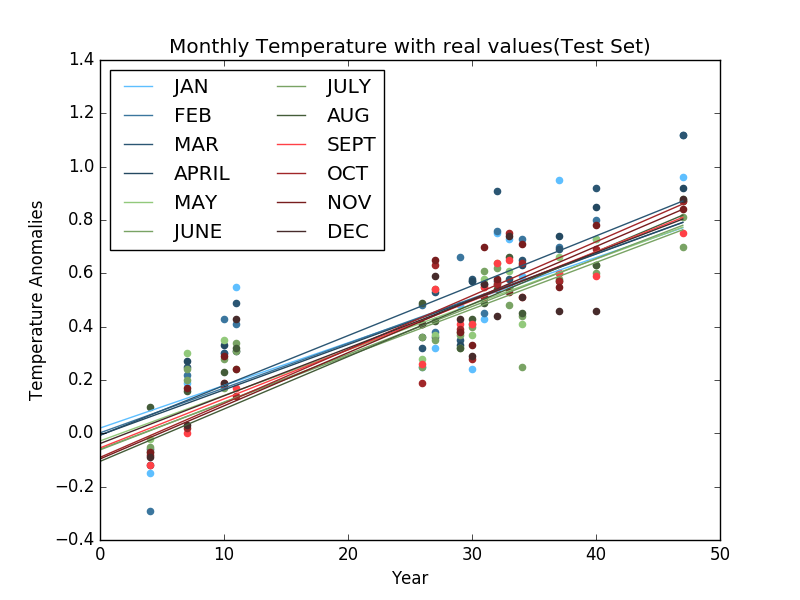 Monthly Temperature with real values(Test Set)
1.4
1.2
1.0
0.8
0.6
0.4
0.2
0.0
−0.2
−0.4
Temperature Anomalies
JAN
FEB
MAR
APRIL
MAY
JUNE
JULY
AUG
SEPT
OCT
NOV
DEC
0 10 20 30 40 50
Year